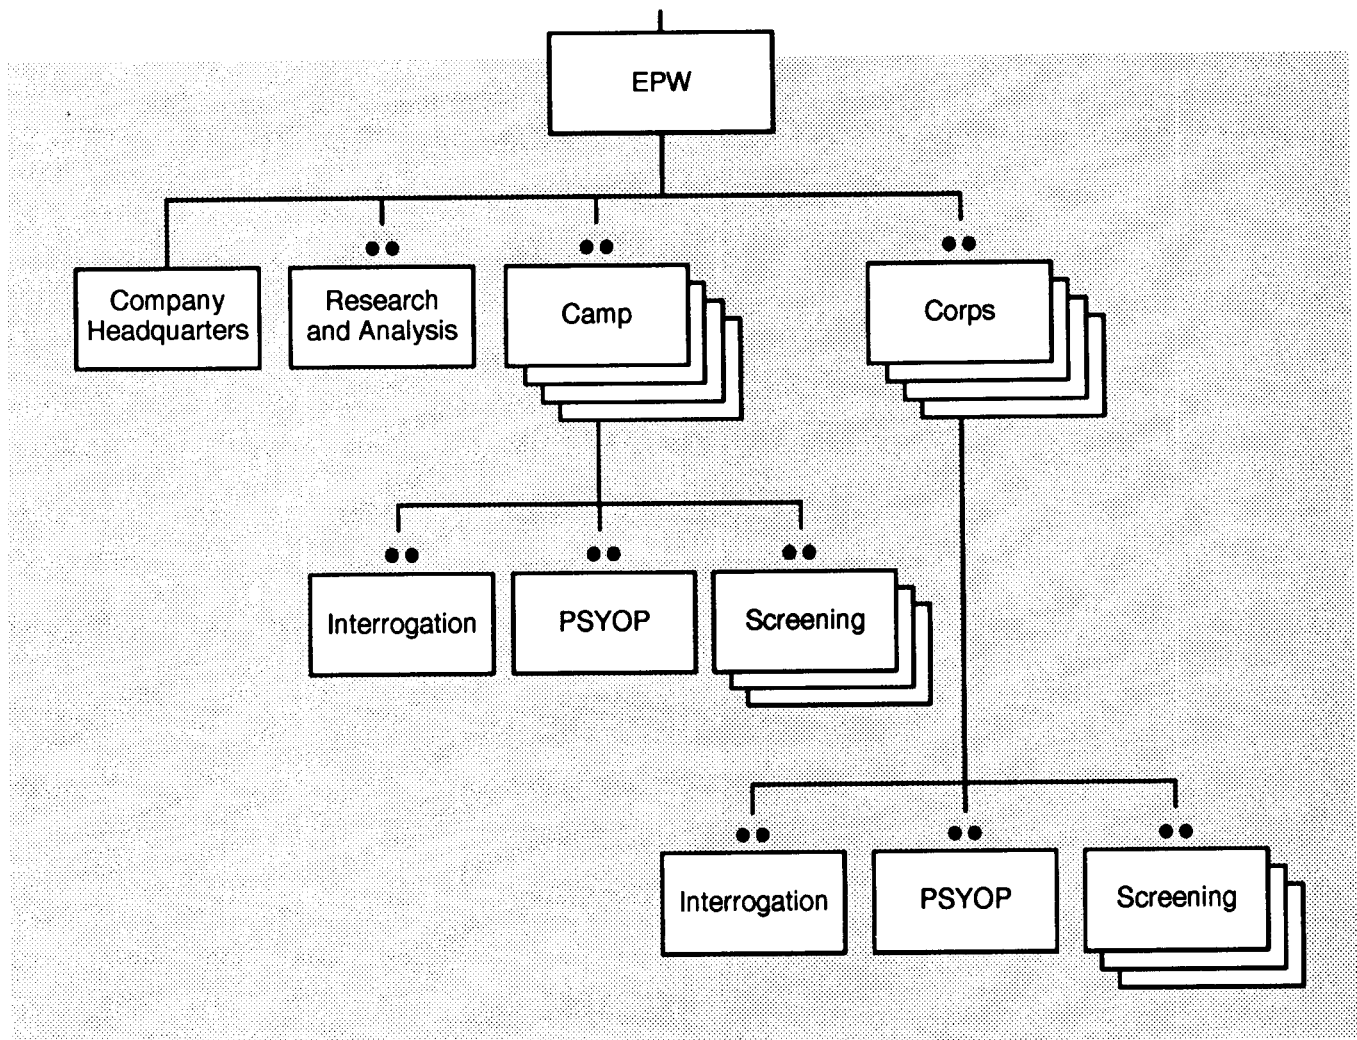 EPW
Company
Headquarters
Research
and Analysis
Camp
Corps
Interrogation
PSYOP
Screening
Interrogation
PSYOP
Screening